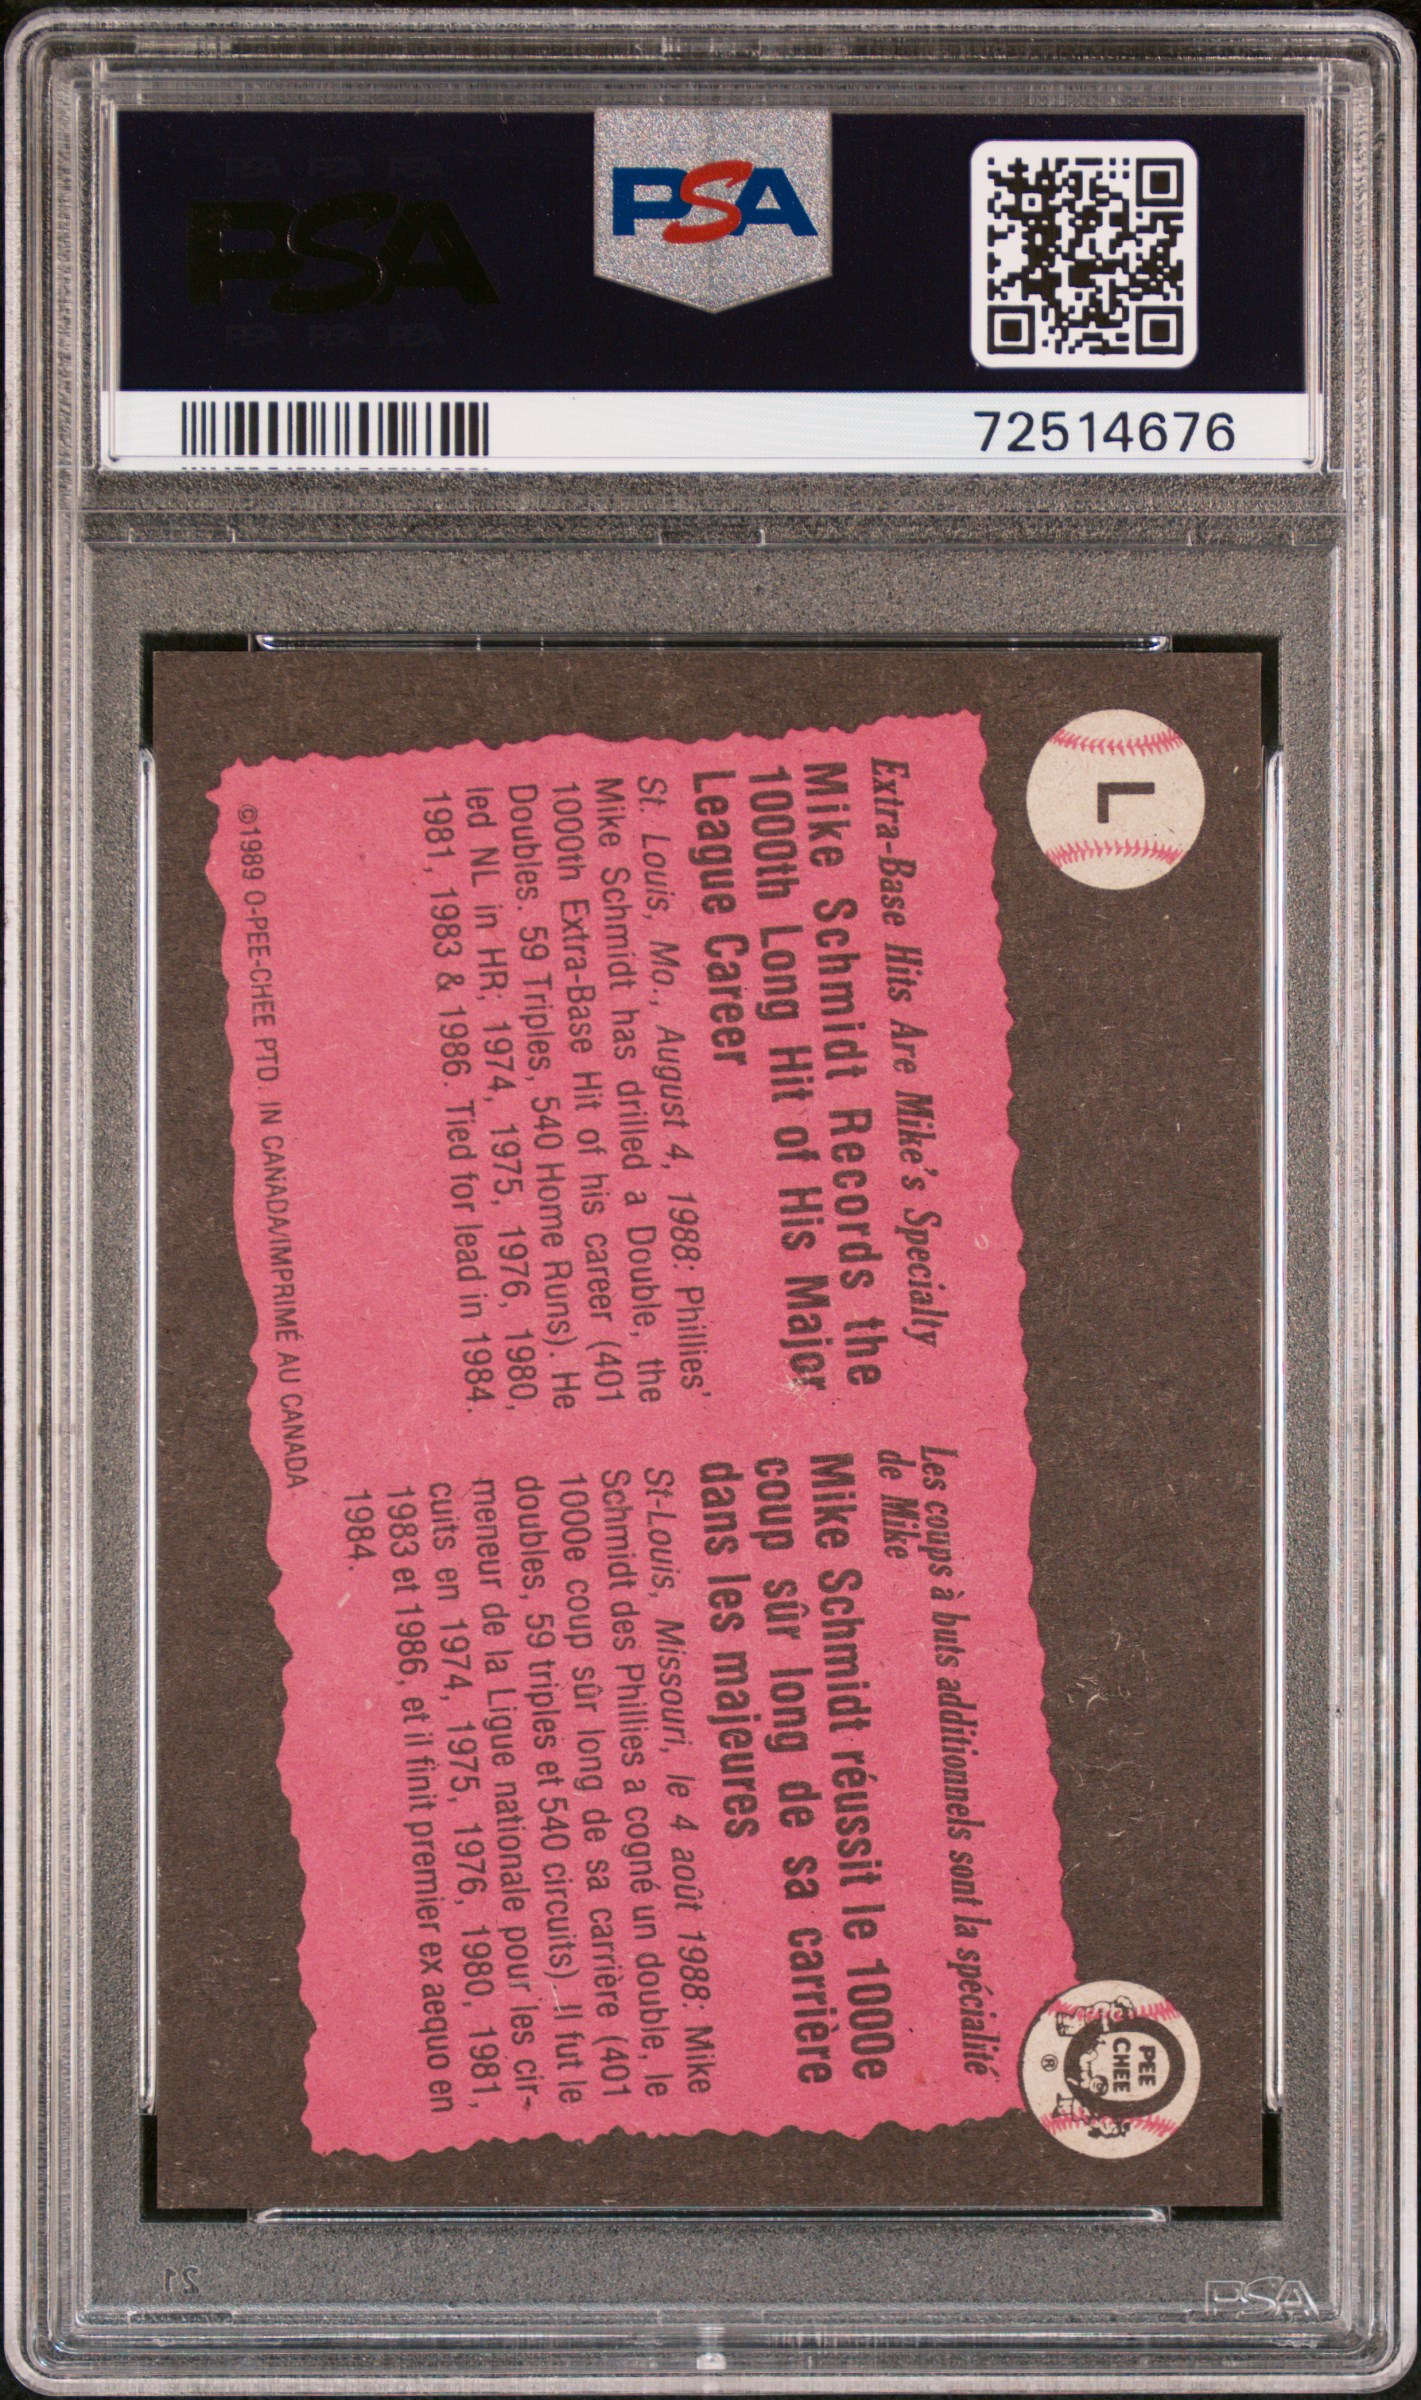 PSA PSA PSA
PSA
PSA PSA PSA
PSA
72514676
L
Extra-Base Hits Are Mike's Specialty
Mike Schmidt Records the
1000th Long Hit of His Major
League Career
St. Louis, Mo., August 4, 1988: Phillies'
Mike Schmidt has drilled a Double, the
1000th Extra-Base Hit of his career (401
Doubles. 59 Triples, 540 Home Runs). He
led NL in HR; 1974, 1975, 1976, 1980,
1981, 1983 & 1986. Tied for lead in 1984.
Les coups à buts additionnels sont la spécialité
de Mike
Mike Schmidt réussit le 1000e
coup sûr long de sa carrière
dans les majeures
St-Louis, Missouri, le 4 août 1988: Mike
Schmidt des Phillies a cogné un double, le
1000e coup sûr long de sa carrière (401
doubles, 59 triples et 540 circuits). Il fut le
meneur de la Ligue nationale pour les cir-
cuits en 1974, 1975, 1976, 1980, 1981,
1983 et 1986, et il finit premier ex aequo en
1984.
©1989 O-PEE-CHEE PTD. IN CANADA/IMPRIMÉ AU CANADA
O
PEE
CHEE
®
21
PSA